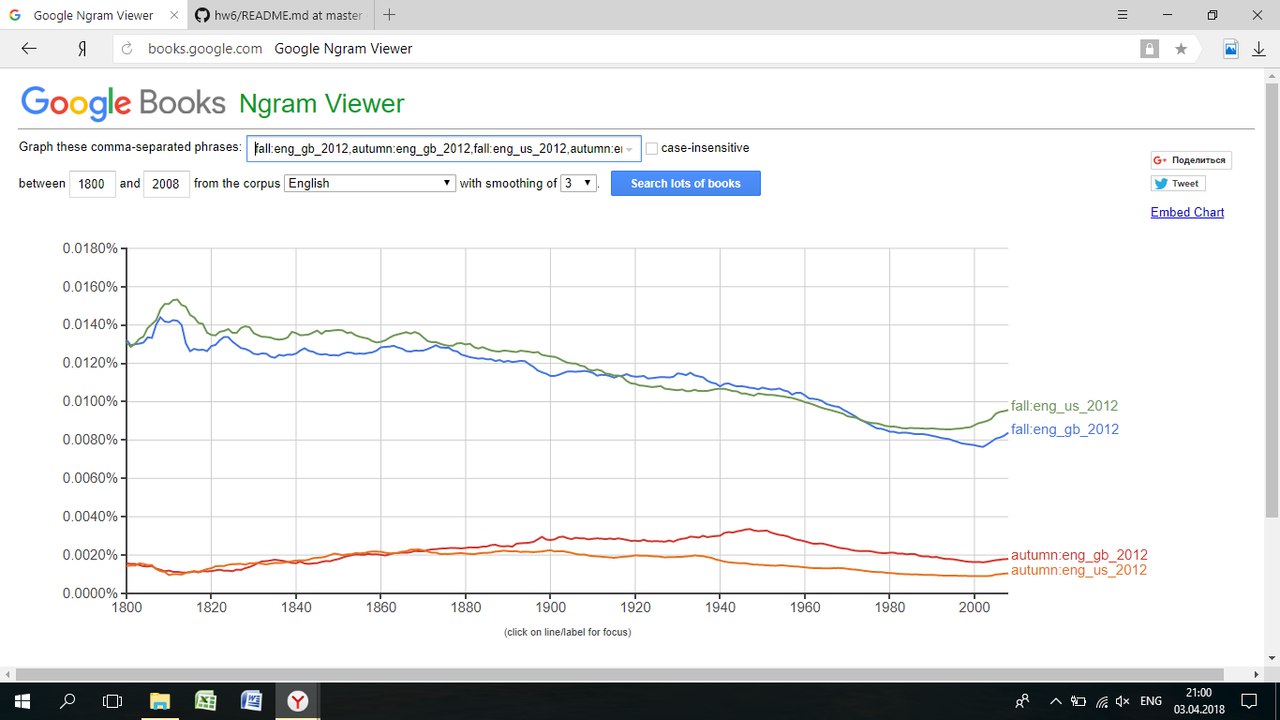 Google Ngram Viewer
hw6/README.md at master
books.google.com Google Ngram Viewer
Google Books Ngram Viewer
Graph these comma-separated phrases: fall:eng_gb_2012,autumn:eng_gb_2012,fall:eng_us_2012,autumn:e case-insensitive
between 1800 and 2008 from the corpus English with smoothing of 3 . Search lots of books
G+ Поделиться
Tweet
Embed Chart
0.0180%
0.0160%
0.0140%
0.0120%
0.0100%
0.0080%
0.0060%
0.0040%
0.0020%
0.0000%
fall:eng_us_2012
fall:eng_gb_2012
autumn:eng_gb_2012
autumn:eng_us_2012
1800 1820 1840 1860 1880 1900 1920 1940 1960 1980 2000
(click on line/label for focus)
ENG
21:00
03.04.2018